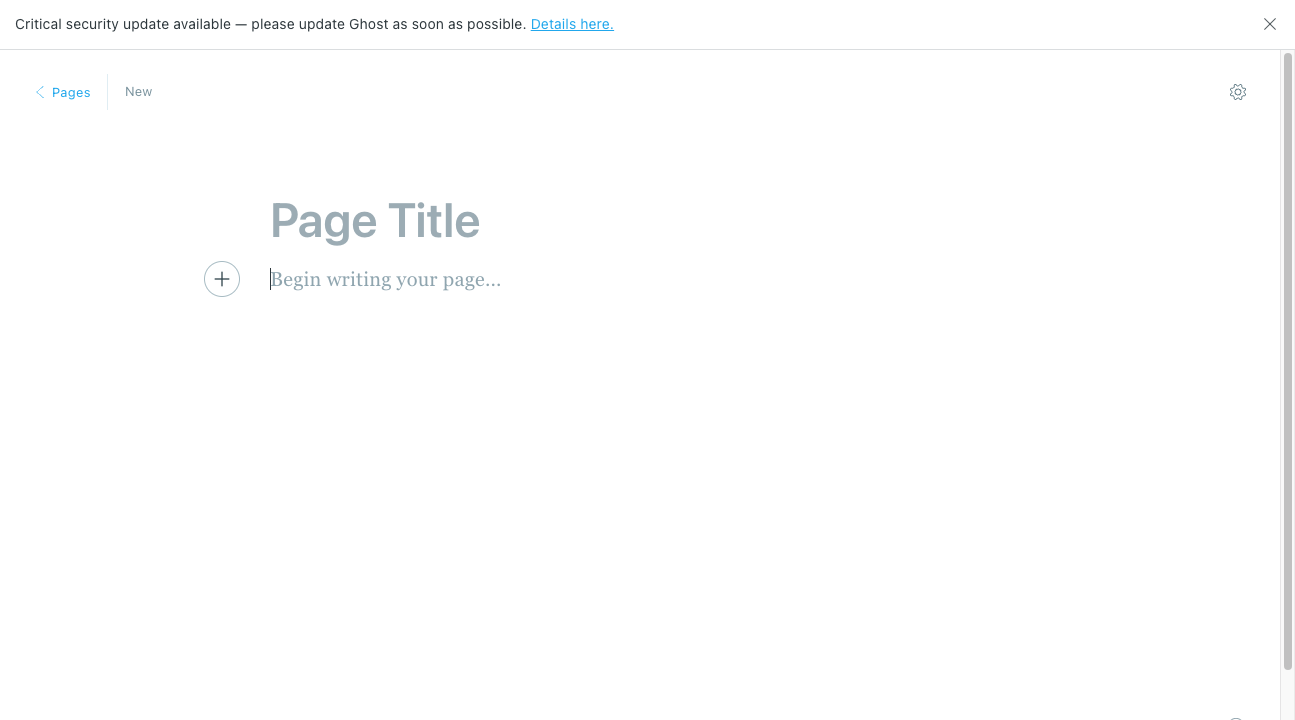 Critical security update available — please update Ghost as soon as possible. Details here.
Pages
New
Page Title
Begin writing your page...